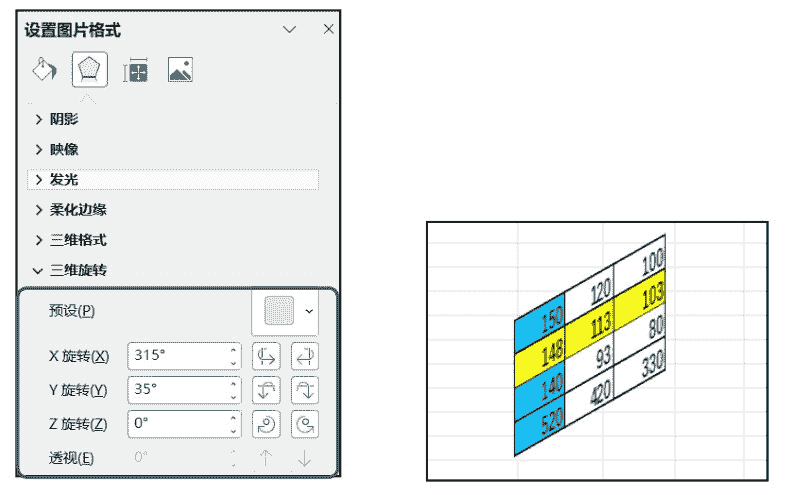 设置图片格式
阴影
映像
发光
柔化边缘
三维格式
三维旋转
预设(P)
X 旋转(X) 315°
Y 旋转(Y) 35°
Z 旋转(Z) 0°
透视(E) 0°
150 120 100
148 113 103
140 93 80
520 420 330